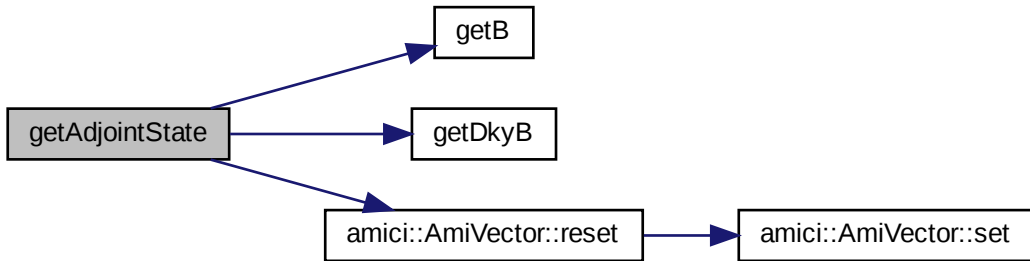 getB
getAdjointState
getDkyB
amici::AmiVector::reset
amici::AmiVector::set